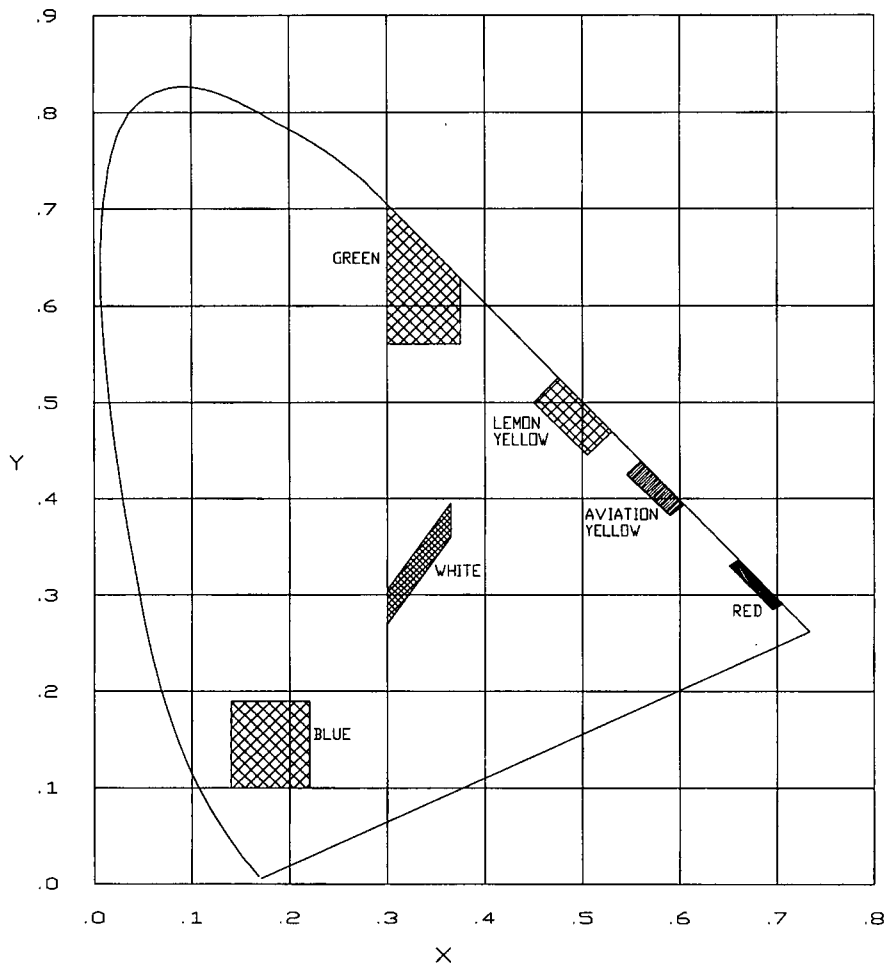 .9
.8
.7
GREEN
.6
.5
LEMON
YELLOW
Y
.4
AVIATION
YELLOW
WHITE
.3
RED
.2
BLUE
.1
.0
.0 .1 .2 .3 .4 .5 .6 .7 .8
X